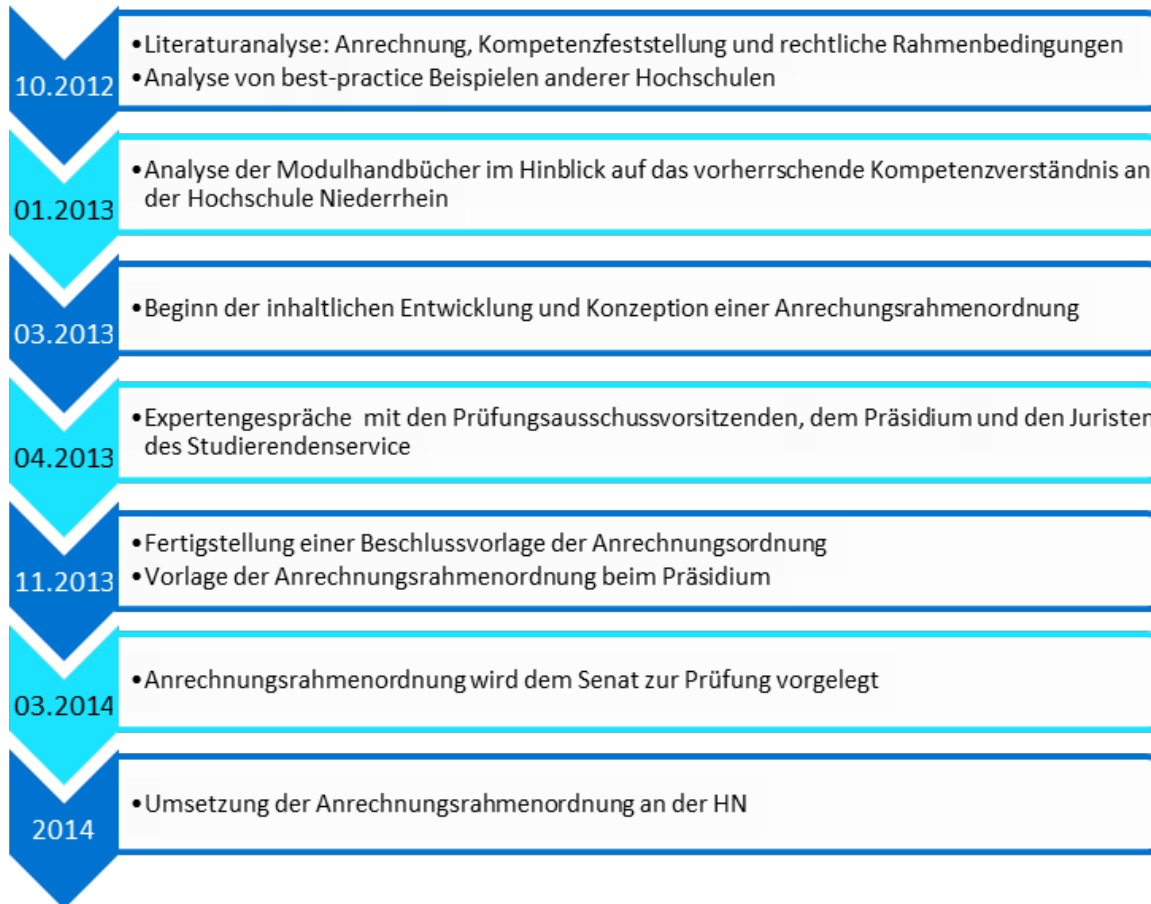 10.2012
•Literaturanalyse: Anrechnung, Kompetenzfeststellung und rechtliche Rahmenbedingungen
•Analyse von best-practice Beispielen anderer Hochschulen
01.2013
•Analyse der Modulhandbücher im Hinblick auf das vorherrschende Kompetenzverständnis an
der Hochschule Niederrhein
03.2013
•Beginn der inhaltlichen Entwicklung und Konzeption einer Anrechungsrahmenordnung
04.2013
•Expertengespräche mit den Prüfungsausschussvorsitzenden, dem Präsidium und den Juristen
des Studierendenservice
11.2013
•Fertigstellung einer Beschlussvorlage der Anrechnungsordnung
•Vorlage der Anrechnungsrahmenordnung beim Präsidium
03.2014
•Anrechnungsrahmenordnung wird dem Senat zur Prüfung vorgelegt
2014
•Umsetzung der Anrechnungsrahmenordnung an der HN